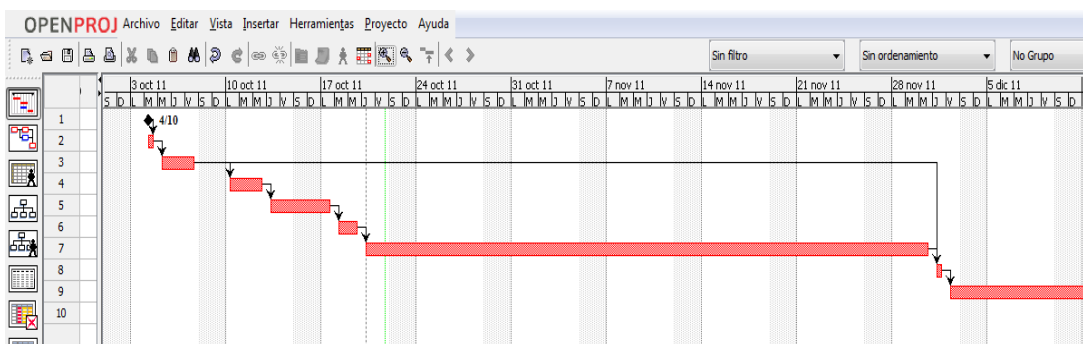 OPENPROJ Archivo Editar Vista Insertar Herramientas Proyecto Ayuda
Sin filtro Sin ordenamiento No Grupo
3 oct 11 10 oct 11 17 oct 11 24 oct 11 31 oct 11 7 nov 11 14 nov 11 21 nov 11 28 nov 11 5 dic 11
S D L M M J V S D L M M J V S D L M M J V S D L M M J V S D L M M J V S D L M M J V S D L M M J V S D L M M J V S D L M M J V S D L M M J V S D
1 4/10
2
3
4
5
6
7
8
9
10